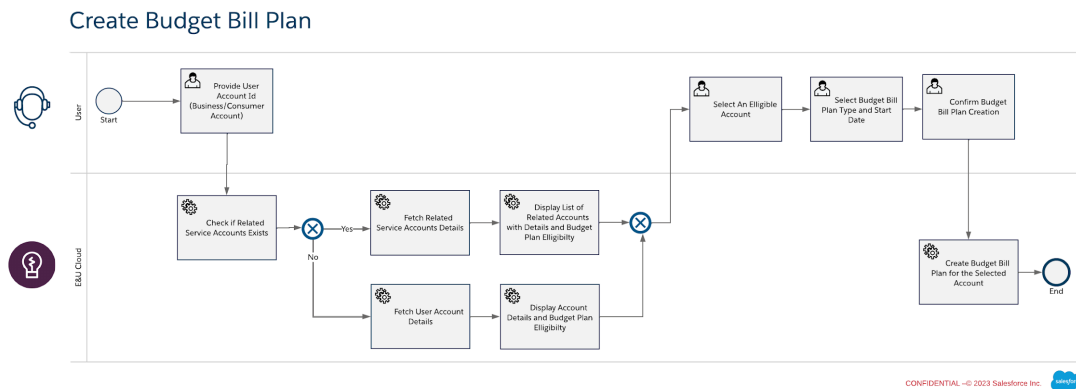 Create Budget Bill Plan
User
Start
Provide User
Account Id
(Business/Consumer
Account)
Select An Elligible
Account
Select Budget Bill
Plan Type and Start
Date
Confirm Budget
Bill Plan Creation
E&U Cloud
Check if Related
Service Accounts Exists
Yes
No
Fetch Related
Service Accounts Details
Display List of
Related Accounts
with Details and Budget
Plan Elligibilty
Fetch User Account
Details
Display Account
Details and Budget Plan
Elligibilty
Create Budget Bill
Plan for the Selected
Account
End
CONFIDENTIAL –© 2023 Salesforce Inc.